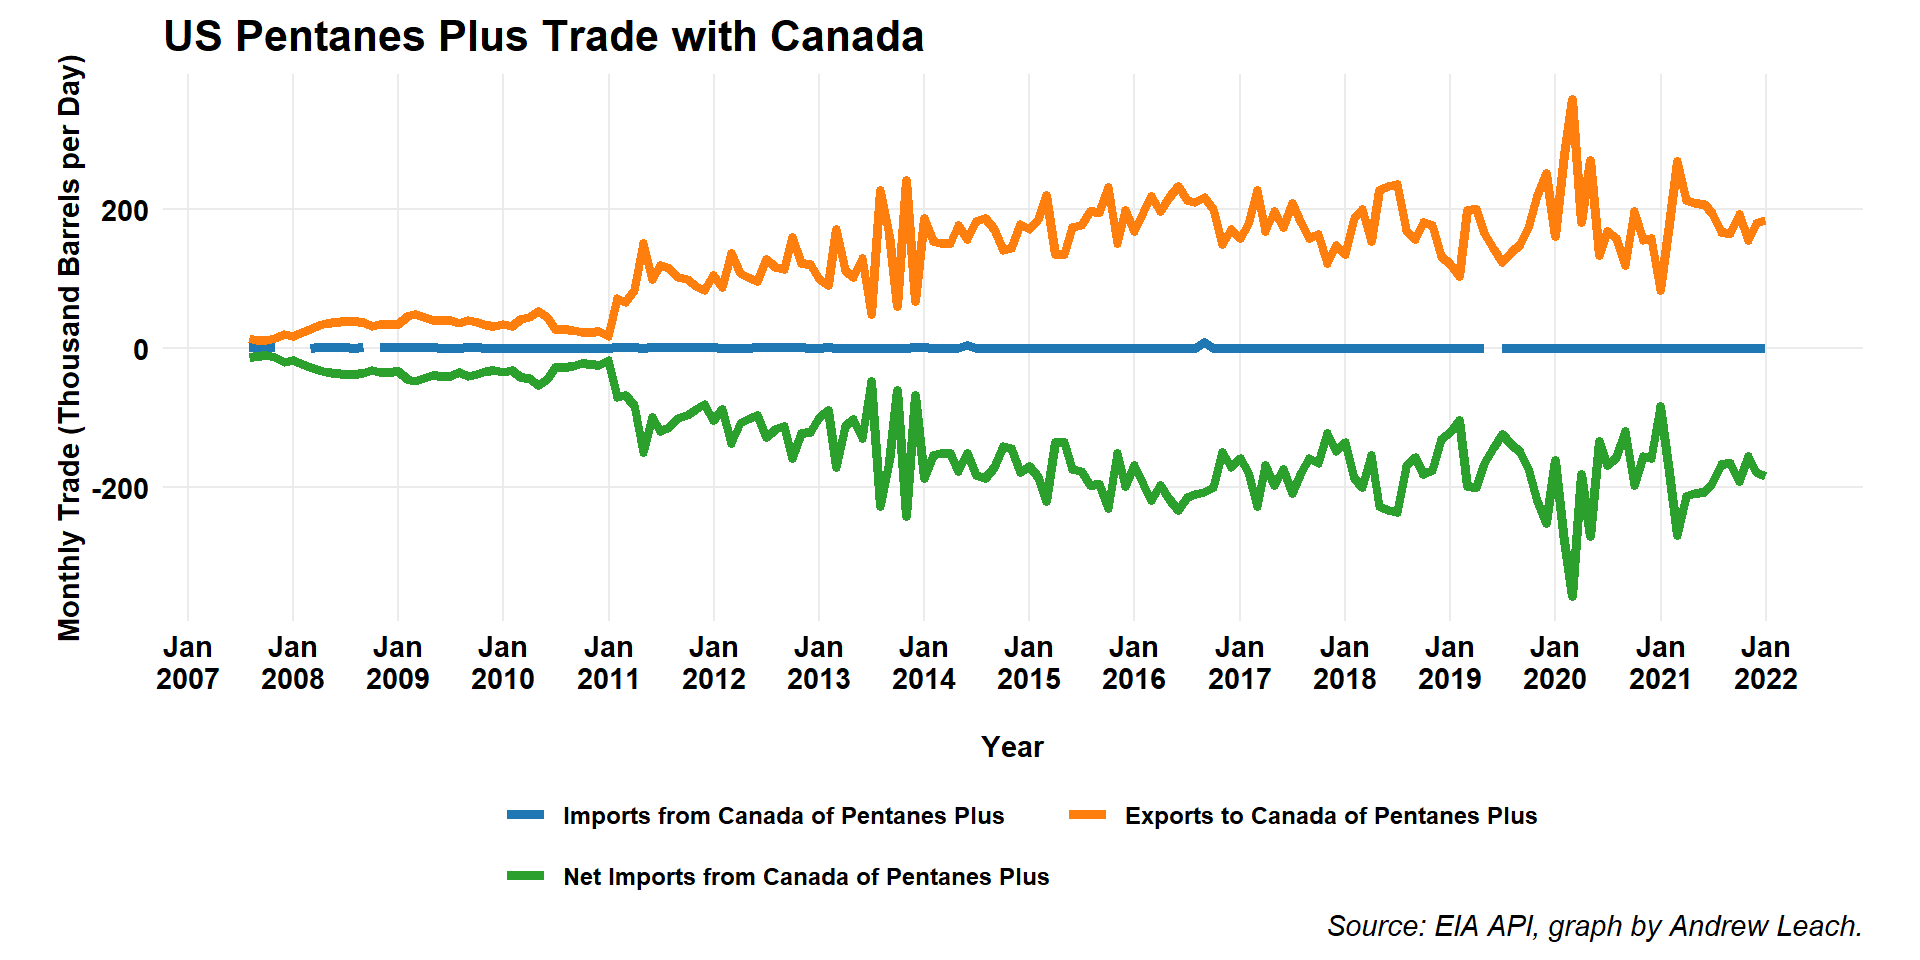 US Pentanes Plus Trade with Canada
Monthly Trade (Thousand Barrels per Day)
200
0
-200
Jan Jan Jan Jan Jan Jan Jan Jan Jan Jan Jan Jan Jan Jan Jan Jan
2007 2008 2009 2010 2011 2012 2013 2014 2015 2016 2017 2018 2019 2020 2021 2022
Year
Imports from Canada of Pentanes Plus
Exports to Canada of Pentanes Plus
Net Imports from Canada of Pentanes Plus
Source: EIA API, graph by Andrew Leach.